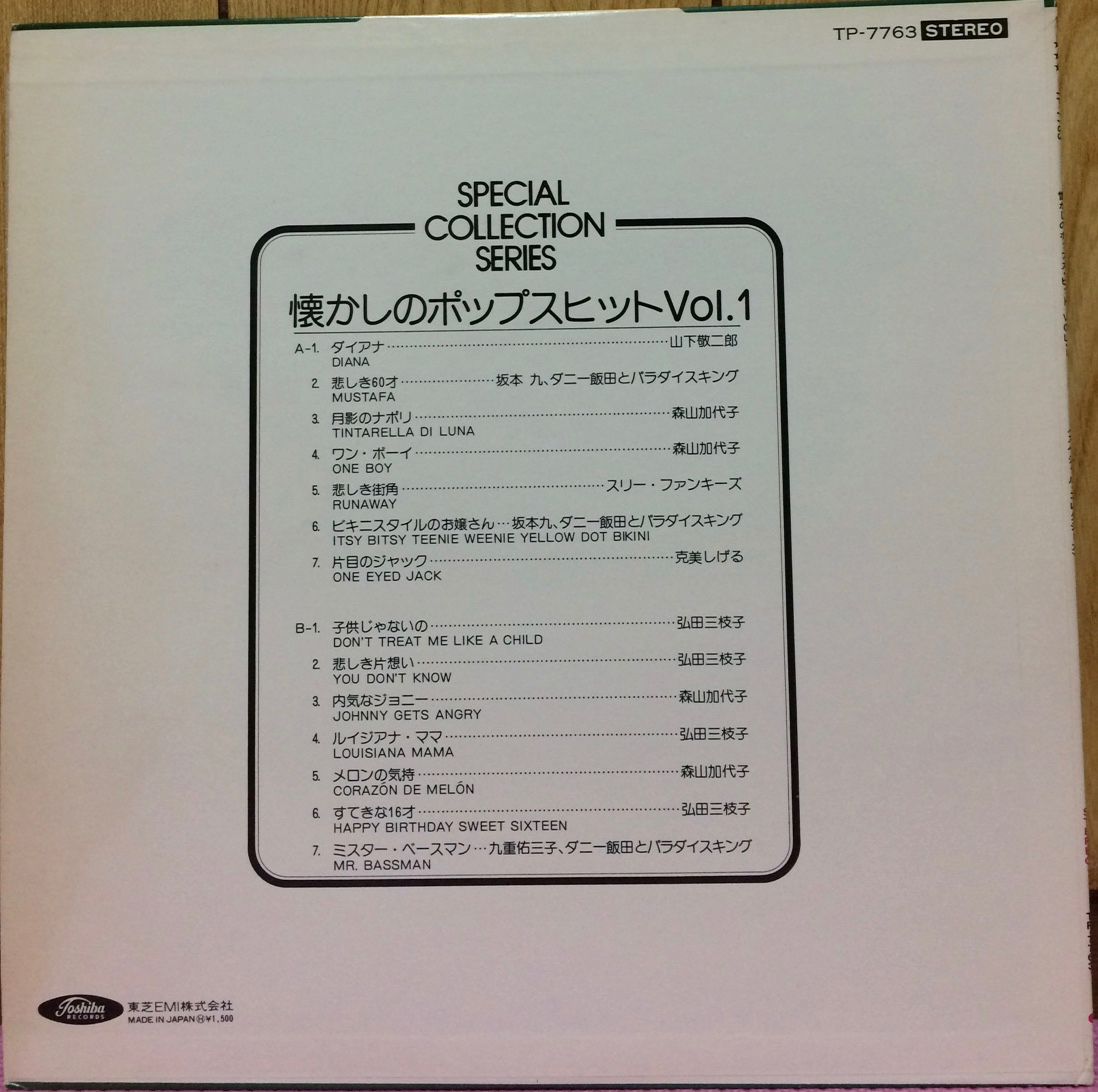 TP-7763 STEREO
SPECIAL
COLLECTION
SERIES
懐かしのポップスヒットVol.1
A-1. ダイアナ……山下敬二郎
DIANA
2. 悲しき60才……坂本 九、ダニー飯田とパラダイスキング
MUSTAFA
3. 月影のナポリ……森山加代子
TINTARELLA DI LUNA
4. ワン・ボーイ……森山加代子
ONE BOY
5. 悲しき街角……スリー・ファンキーズ
RUNAWAY
6. ビキニスタイルのお嬢さん…坂本九、ダニー飯田とパラダイスキング
ITSY BITSY TEENIE WEENIE YELLOW DOT BIKINI
7. 片目のジャック……克美しげる
ONE EYED JACK
B-1. 子供じゃないの……弘田三枝子
DON'T TREAT ME LIKE A CHILD
2. 悲しき片想い……弘田三枝子
YOU DON'T KNOW
3. 内気なジョニー……森山加代子
JOHNNY GETS ANGRY
4. ルイジアナ・ママ……弘田三枝子
LOUISIANA MAMA
5. メロンの気持……森山加代子
CORAZÓN DE MELÓN
6. すてきな16才……弘田三枝子
HAPPY BIRTHDAY SWEET SIXTEEN
7. ミスター・ベースマン…九重佑三子、ダニー飯田とパラダイスキング
MR. BASSMAN
Toshiba
RECORDS
東芝EMI株式会社
MADE IN JAPAN Ⓗ¥1,500